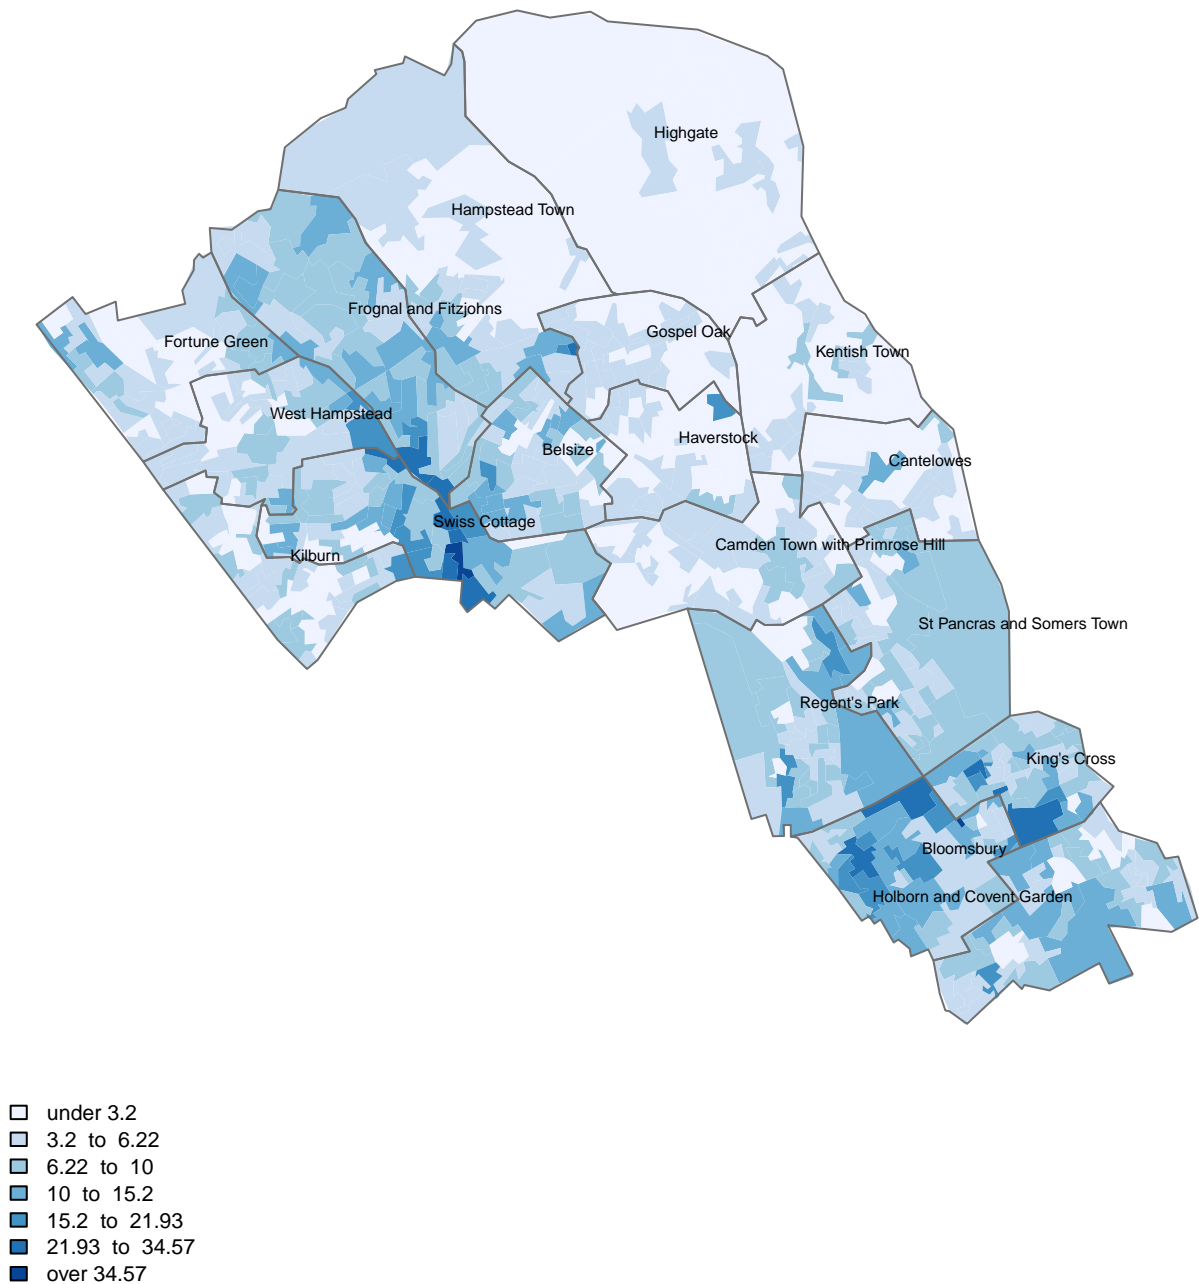 Highgate
Hampstead Town
Frognal and Fitzjohns
Gospel Oak
Fortune Green
Kentish Town
West Hampstead
Haverstock
Belsize
Cantelowes
Swiss Cottage
Camden Town with Primrose Hill
Kilburn
St Pancras and Somers Town
Regent's Park
King's Cross
Bloomsbury
Holborn and Covent Garden
under 3.2
3.2 to 6.22
6.22 to 10
10 to 15.2
15.2 to 21.93
21.93 to 34.57
over 34.57